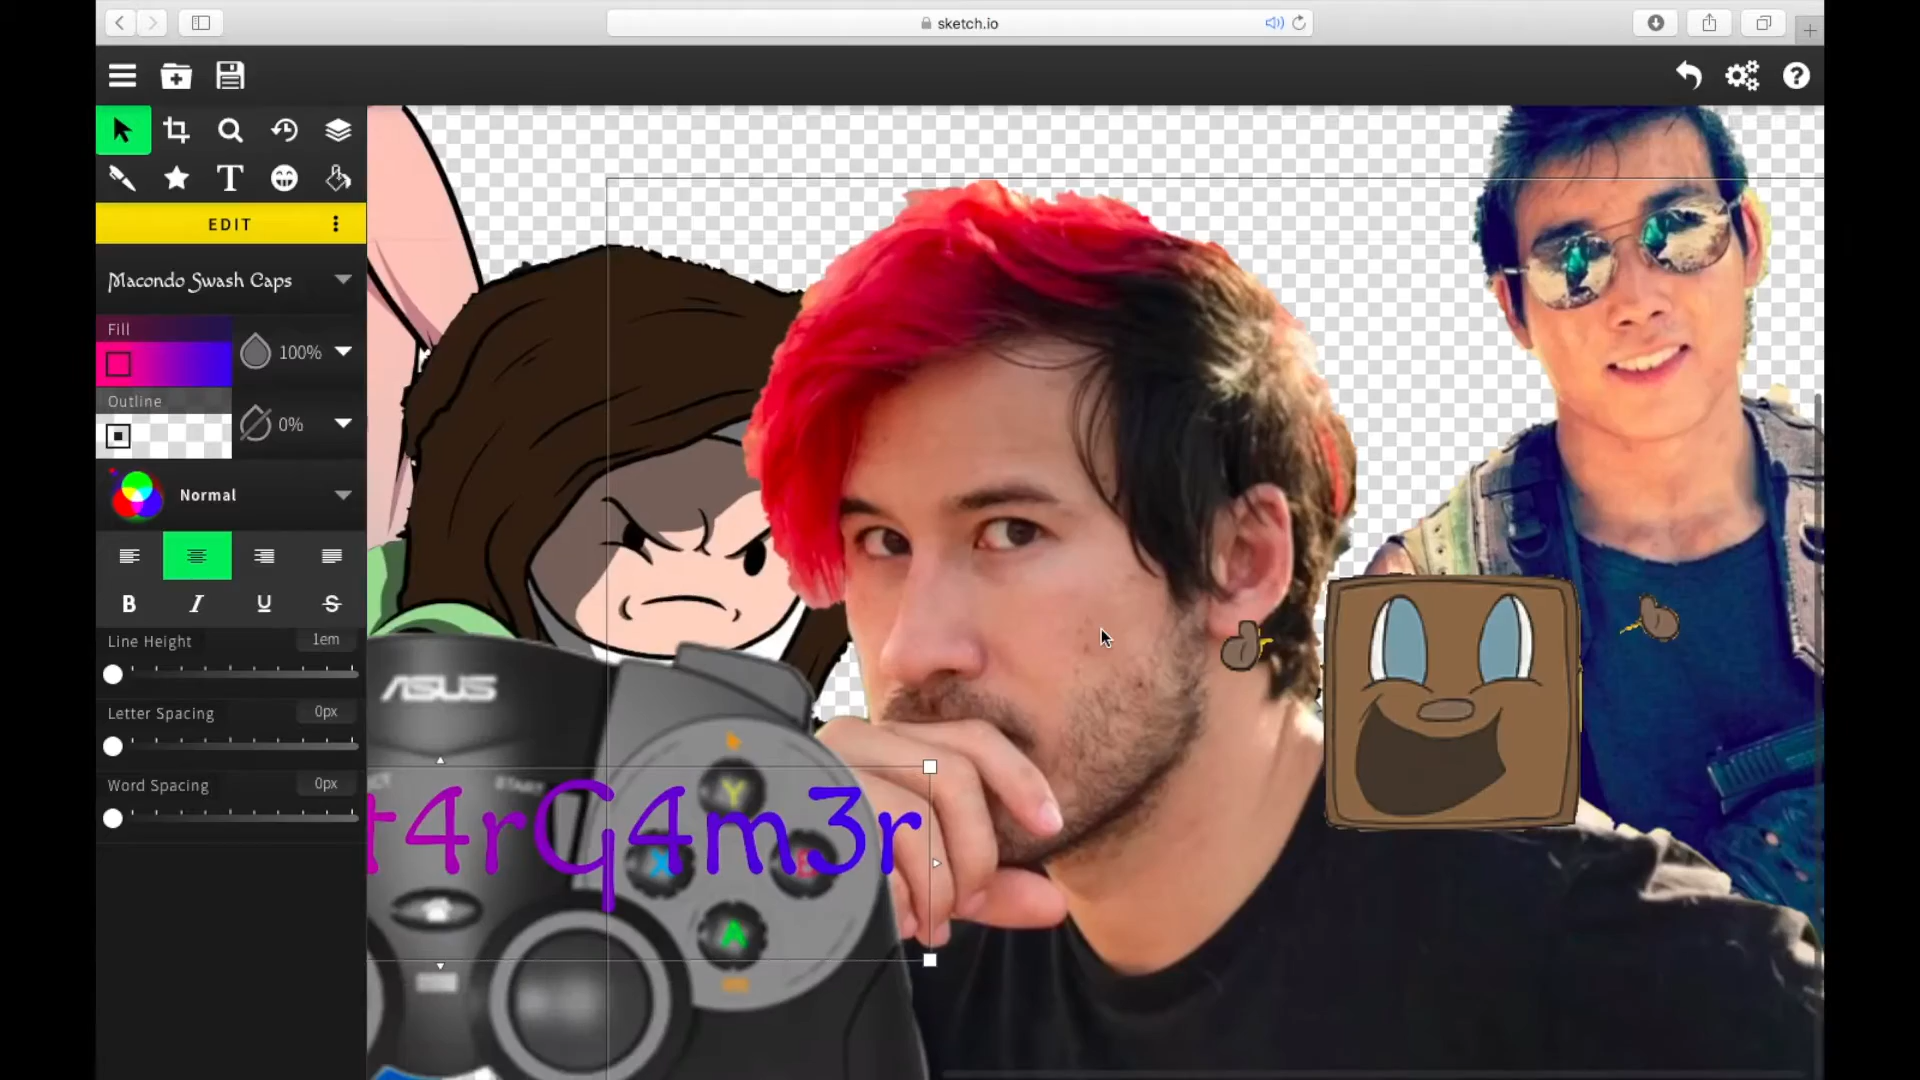 sketch.io
EDIT
Macondo Swash Caps
Fill
100%
Outline
0%
Normal
B I U S
Line Height 1em
Letter Spacing 0px
Word Spacing 0px
ASUS
START
t4rG4m3r
Y
X
B
A